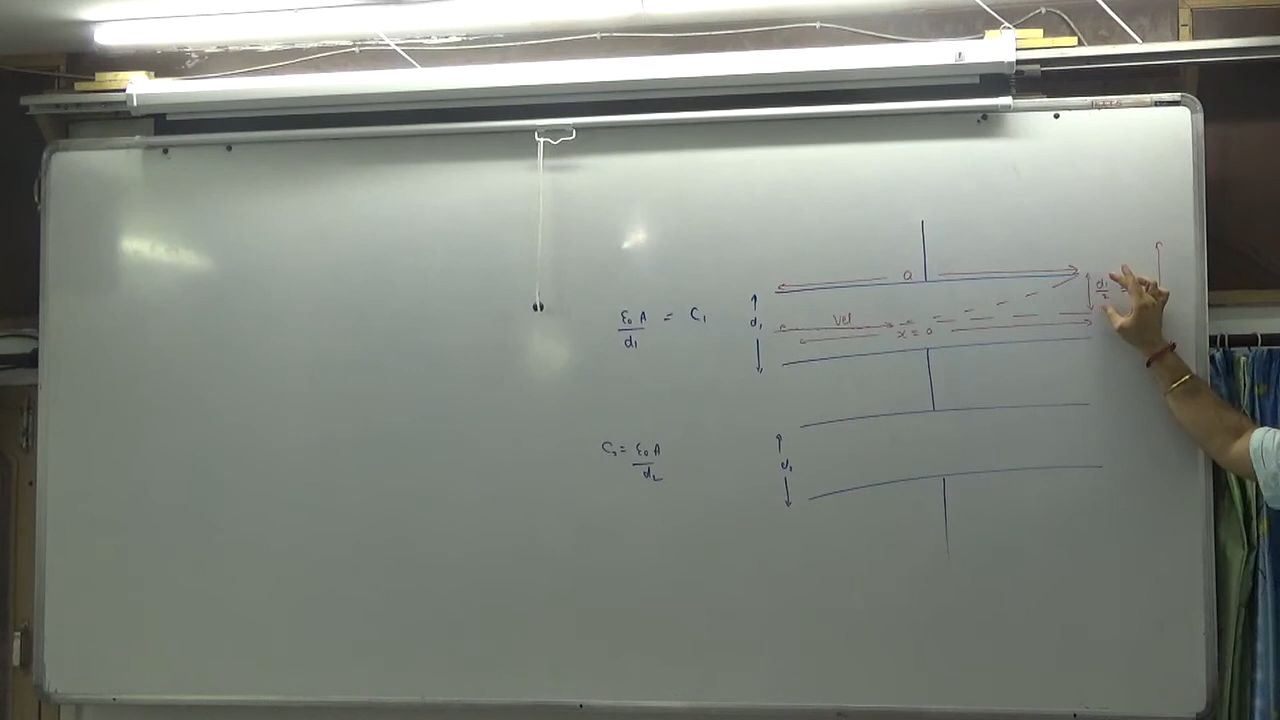 a
ε₀ A / d₁ = C₁
d₁
vel
x = 0
d₁/2 =
C₂ = ε₀ A / d₂
d₂